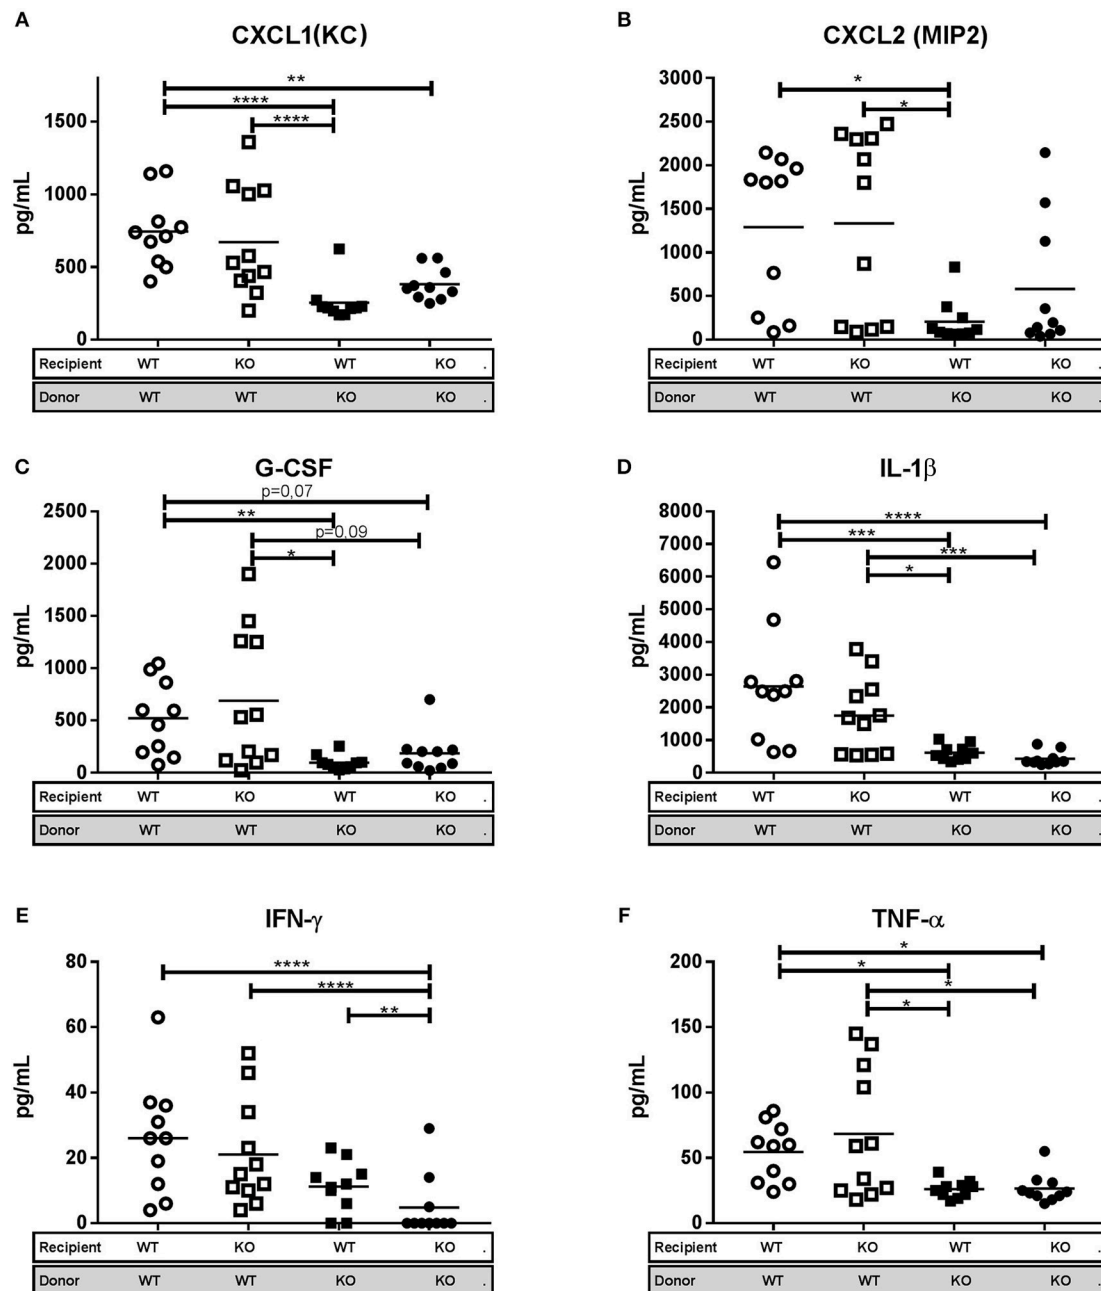 A
CXCL1(KC)
**
****
****
1500
1000
500
0
pg/mL
Recipient WT KO WT KO .
Donor WT WT KO KO .
B
CXCL2 (MIP2)
*
*
3000
2500
2000
1500
1000
500
0
pg/mL
Recipient WT KO WT KO .
Donor WT WT KO KO .
C
G-CSF
p=0,07
**
p=0,09
*
2500
2000
1500
1000
500
0
pg/mL
Recipient WT KO WT KO .
Donor WT WT KO KO .
D
IL-1β
****
***
***
*
8000
7000
6000
5000
4000
3000
2000
1000
0
pg/mL
Recipient WT KO WT KO .
Donor WT WT KO KO .
E
IFN-γ
****
****
**
80
60
40
20
0
pg/mL
Recipient WT KO WT KO .
Donor WT WT KO KO .
F
TNF-α
*
*
*
*
200
150
100
50
0
pg/mL
Recipient WT KO WT KO .
Donor WT WT KO KO .